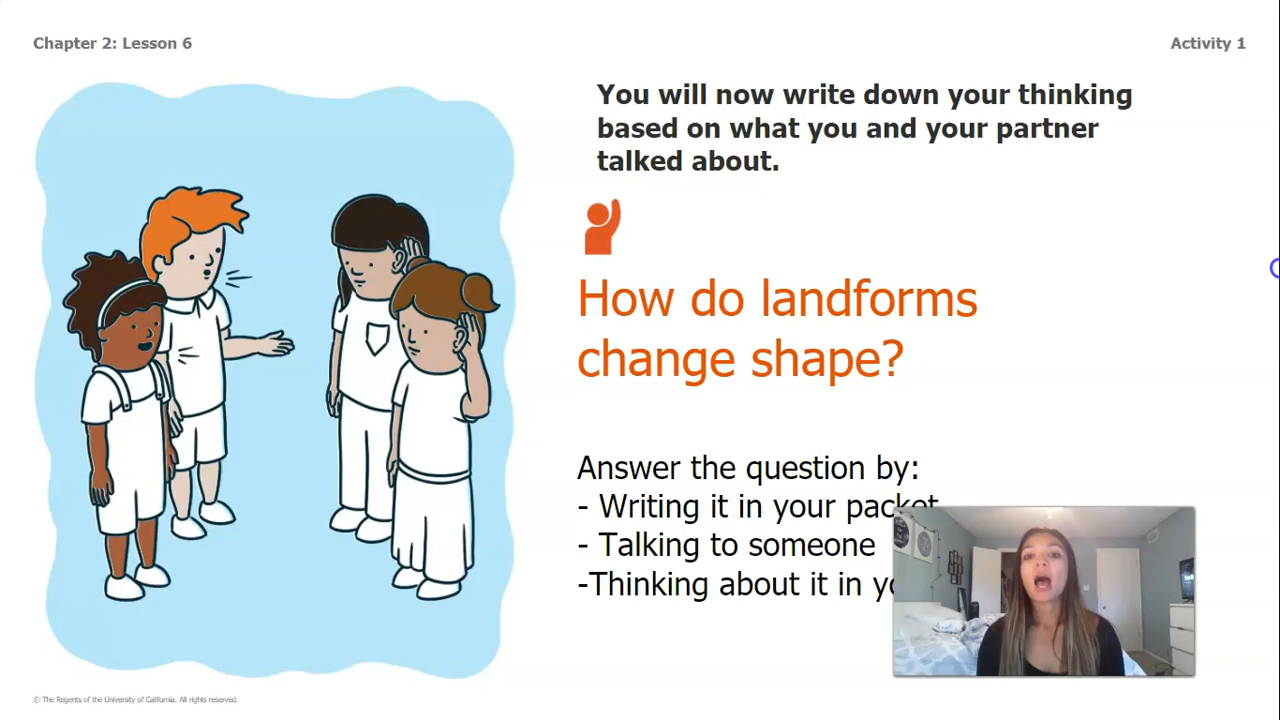 Chapter 2: Lesson 6
Activity 1
You will now write down your thinking
based on what you and your partner
talked about.
How do landforms
change shape?
Answer the question by:
- Writing it in your packet
- Talking to someone
-Thinking about it in
© The Regents of the University of California. All rights reserved.